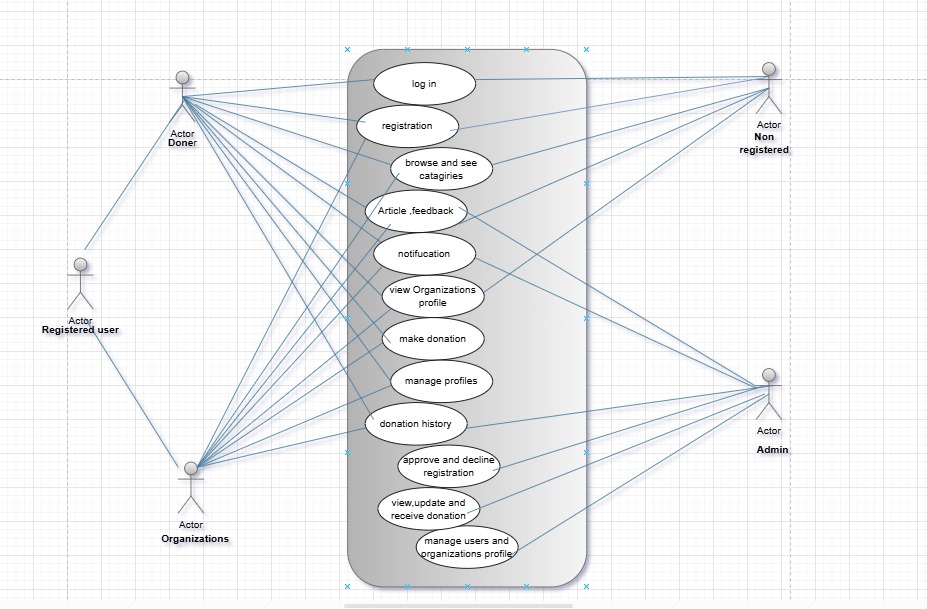 log in
registration
browse and see
catagiries
Article ,feedback
notifucation
view Organizations
profile
make donation
manage profiles
donation history
approve and decline
registration
view,update and
receive donation
manage users and
organizations profile
Actor
Doner
Actor
Registered user
Actor
Organizations
Actor
Non
registered
Actor
Admin